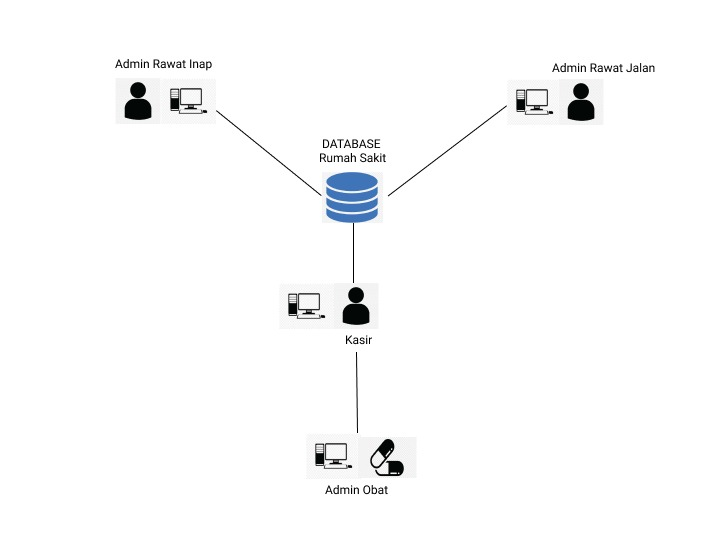 Admin Rawat Inap
Admin Rawat Jalan
DATABASE
Rumah Sakit
Kasir
Admin Obat